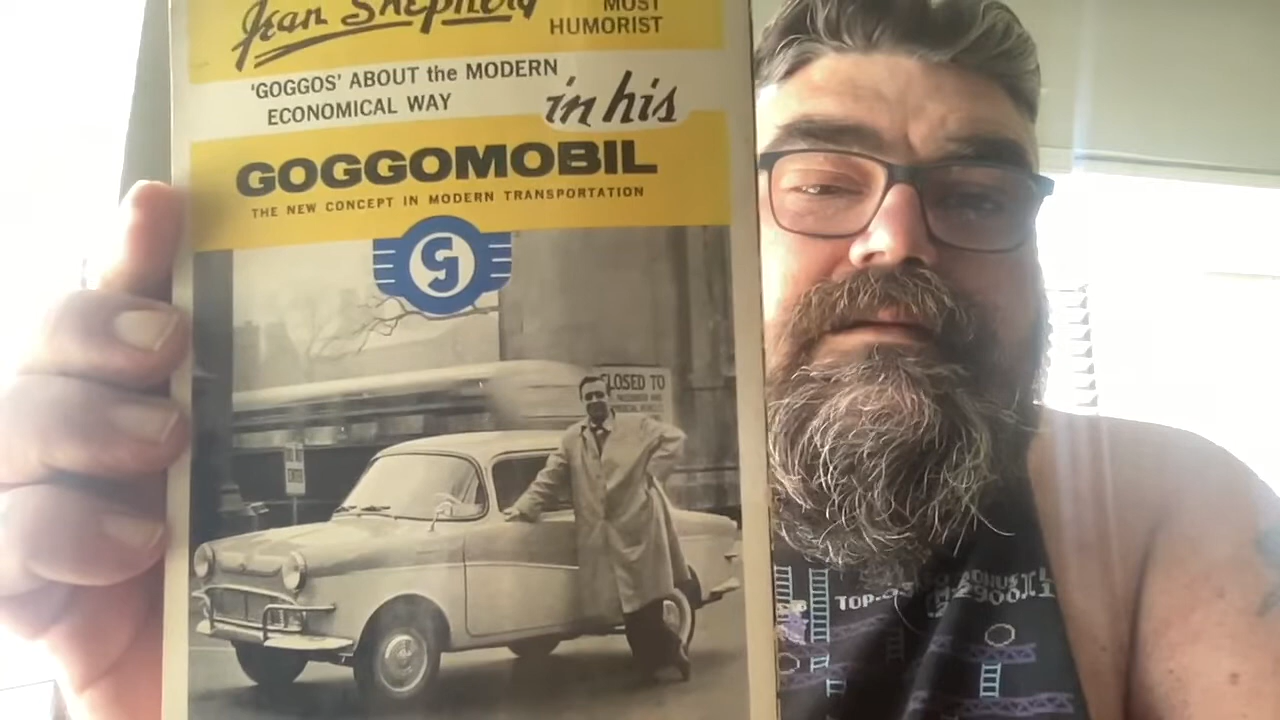 Jean Shepherd
MOST
HUMORIST
'GOGGOS' ABOUT the MODERN
ECONOMICAL WAY
in his
GOGGOMOBIL
THE NEW CONCEPT IN MODERN TRANSPORTATION
G
CLOSED TO
TOP